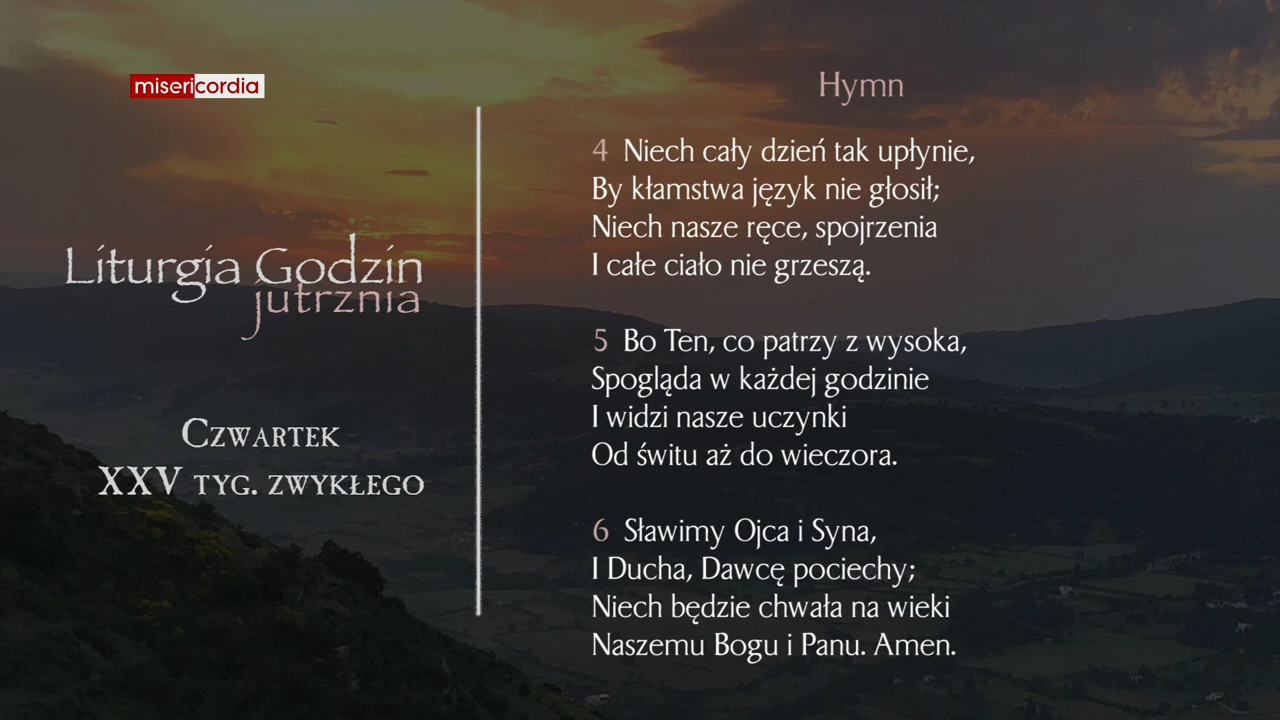 misericordia
Liturgia Godzin
jutrznia
Czwartek
XXV tyg. zwykłego
Hymn
4 Niech cały dzień tak upłynie,
By kłamstwa język nie głosił;
Niech nasze ręce, spojrzenia
I całe ciało nie grzeszą.
5 Bo Ten, co patrzy z wysoka,
Spogląda w każdej godzinie
I widzi nasze uczynki
Od świtu aż do wieczora.
6 Sławimy Ojca i Syna,
I Ducha, Dawcę pociechy;
Niech będzie chwała na wieki
Naszemu Bogu i Panu. Amen.